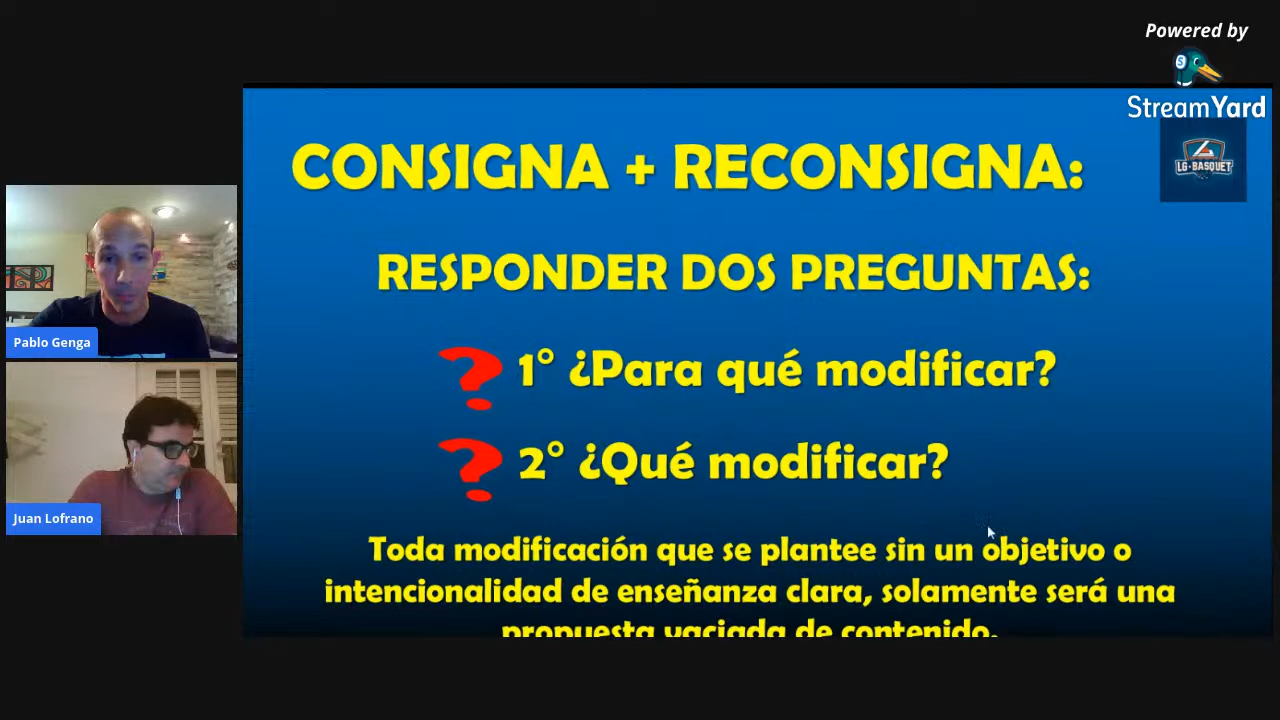 Powered by
StreamYard
LG-BASQUET
CONSIGNA + RECONSIGNA:
RESPONDER DOS PREGUNTAS:
? 1° ¿Para qué modificar?
? 2° ¿Qué modificar?
Toda modificación que se plantee sin un objetivo o
intencionalidad de enseñanza clara, solamente será una
propuesta vaciada de contenido.
Pablo Genga
Juan Lofrano